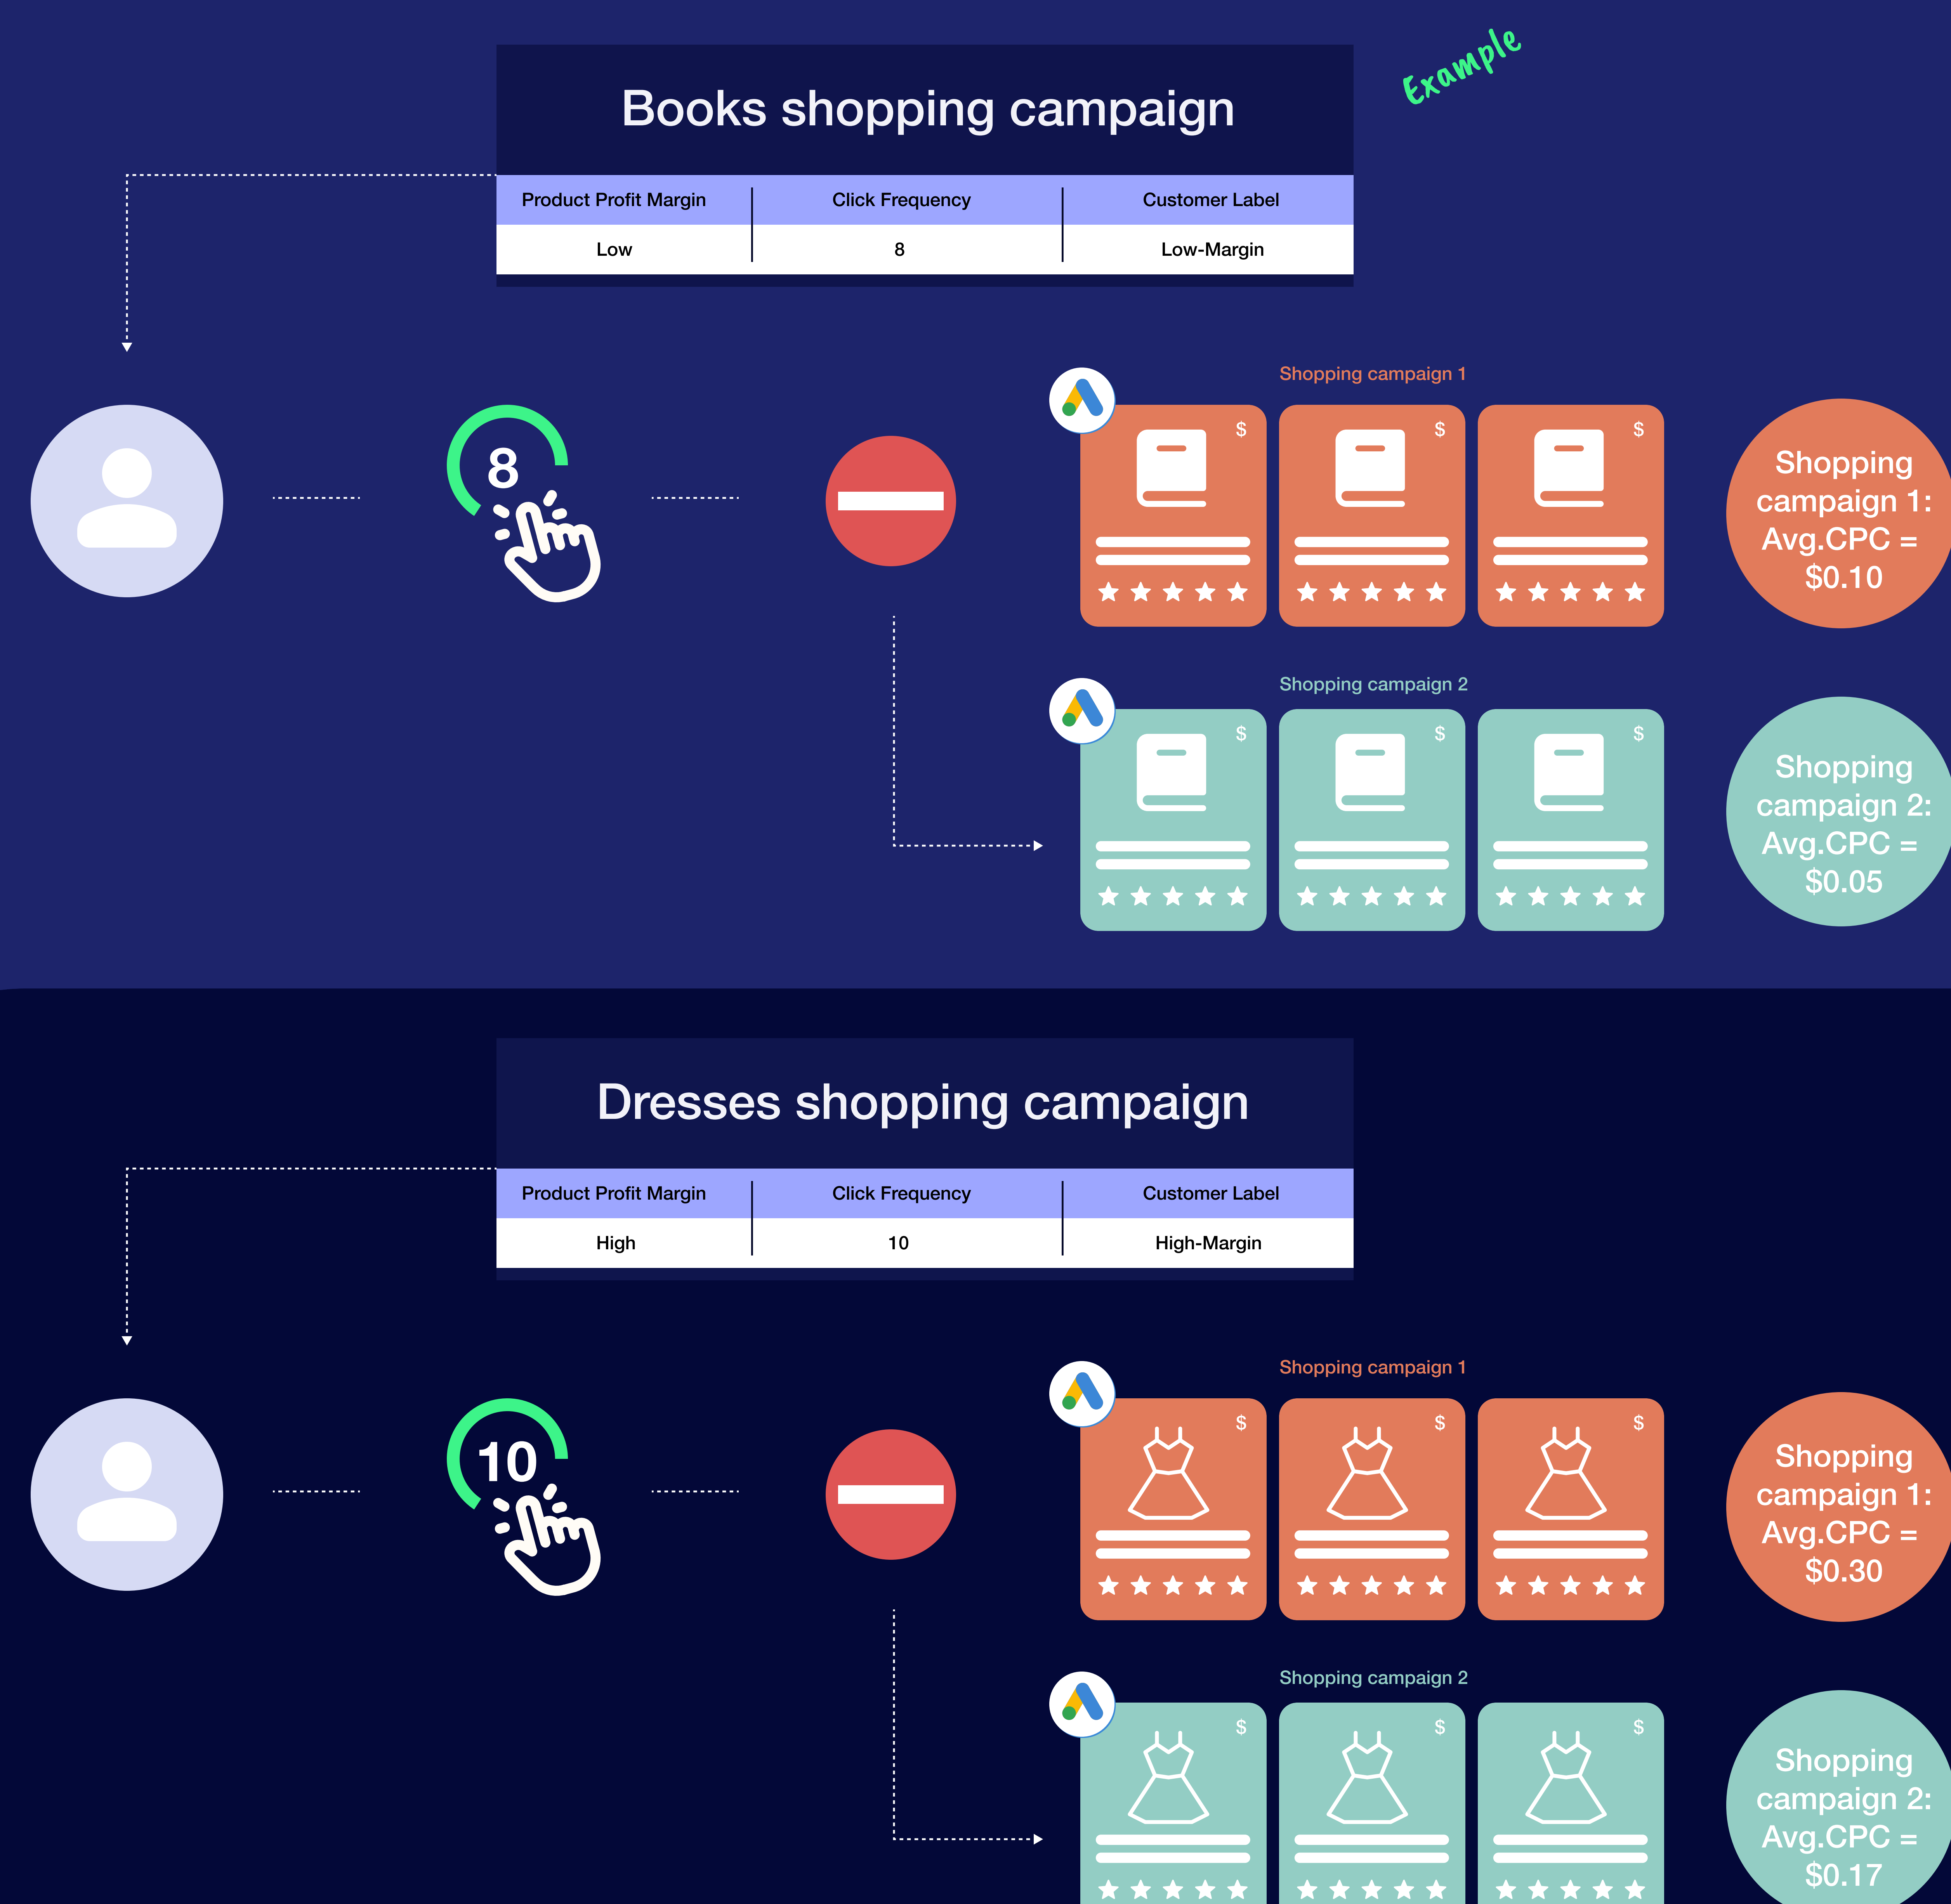 Example
Books shopping campaign
Product Profit Margin Click Frequency Customer Label
Low 8 Low-Margin
8
Shopping campaign 1
$ $ $
Shopping
campaign 1:
Avg.CPC =
$0.10
Shopping campaign 2
$ $ $
Shopping
campaign 2:
Avg.CPC =
$0.05
Dresses shopping campaign
Product Profit Margin Click Frequency Customer Label
High 10 High-Margin
10
Shopping campaign 1
$ $ $
Shopping
campaign 1:
Avg.CPC =
$0.30
Shopping campaign 2
$ $ $
Shopping
campaign 2:
Avg.CPC =
$0.17